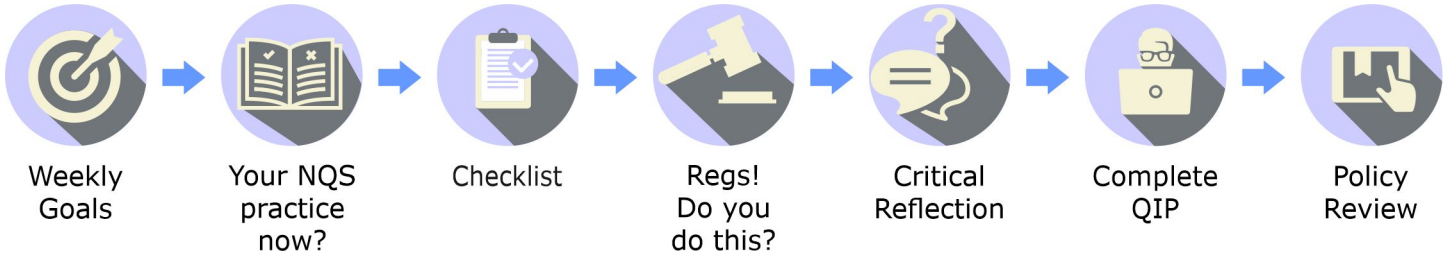 Weekly
Goals
Your NQS
practice
now?
Checklist
Regs!
Do you
do this?
Critical
Reflection
Complete
QIP
Policy
Review